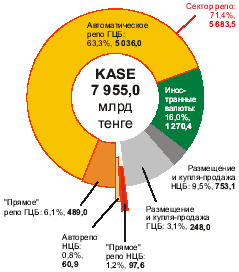 Сектор репо:
71,4%,
5 683,5
Автоматическое
репо ГЦБ:
63,3%, 5 036,0
KASE
7 955,0
млрд
тенге
Инос-
транные
валюты:
16,0%,
1 270,4
Размещение
и купля-продажа
НЦБ: 9,5%, 753,1
Размещение
и купля-продажа
ГЦБ: 3,1%, 248,0
"Прямое"
репо ГЦБ: 6,1%, 489,0
Авторепо
НЦБ:
0,8%,
60,9
"Прямое"
репо НЦБ:
1,2%, 97,6